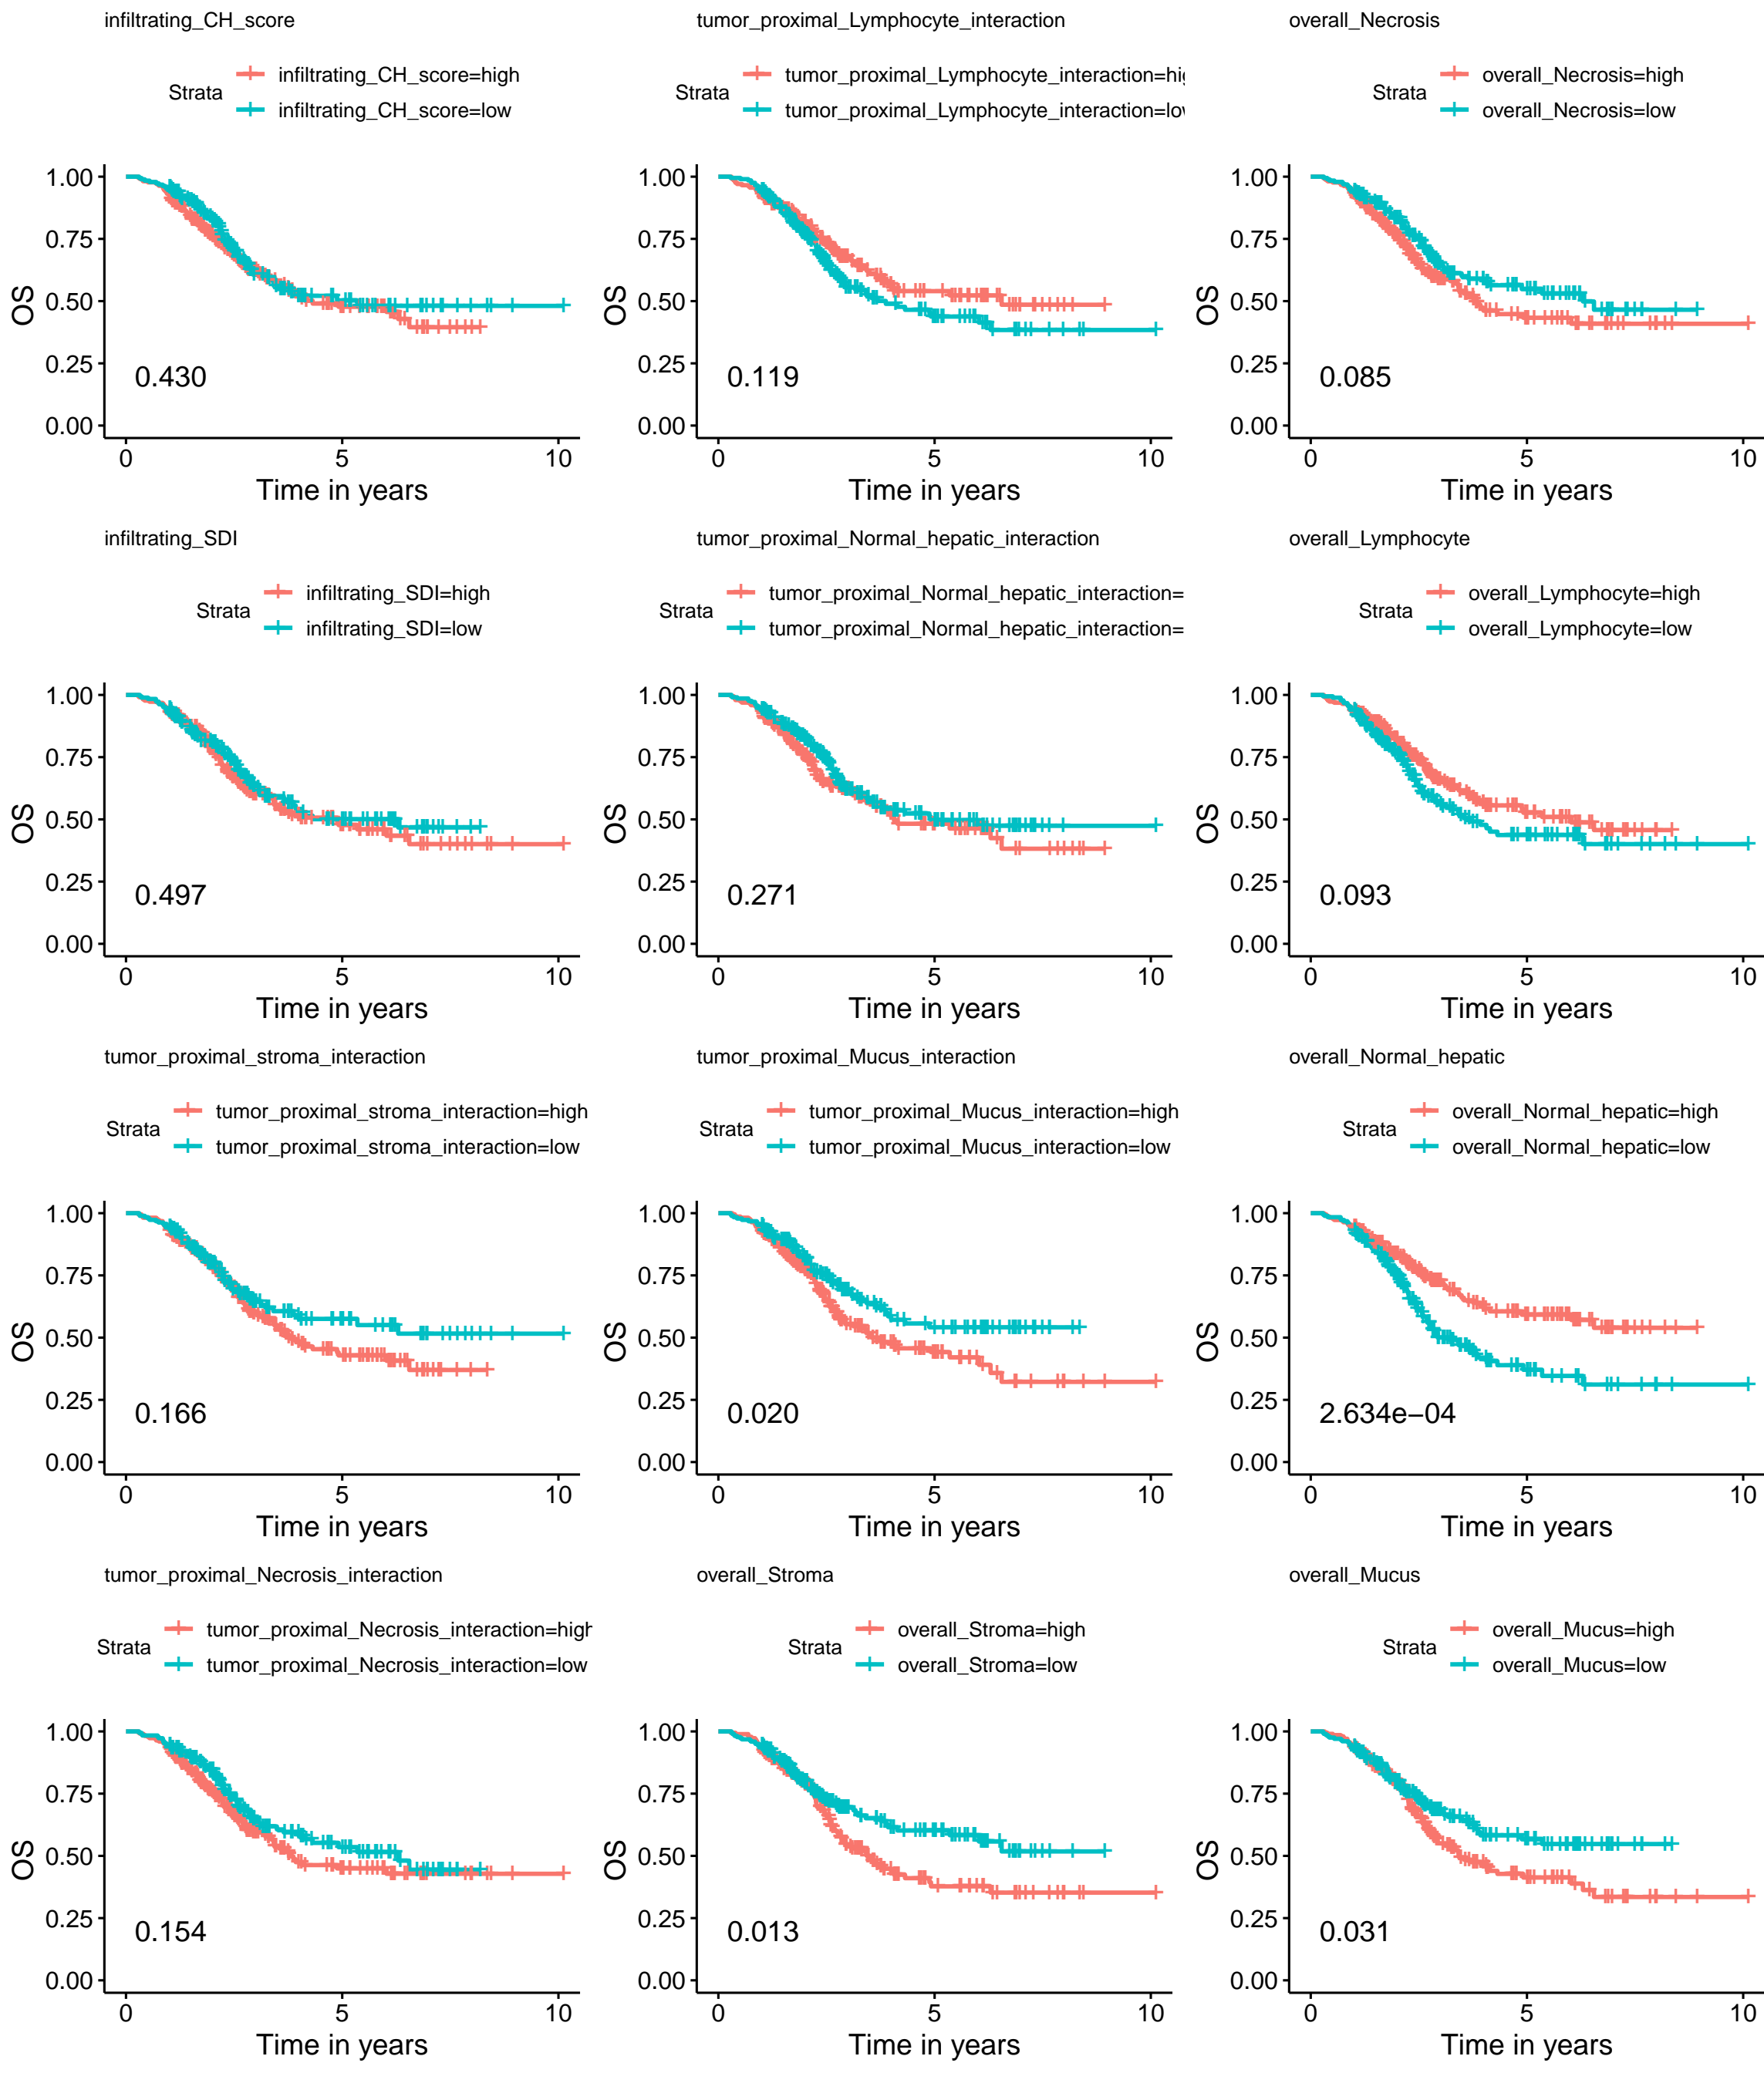 infiltrating_CH_score
Strata
infiltrating_CH_score=high
infiltrating_CH_score=low
1.00
0.75
0.50
0.25
0.00
OS
0.430
0
5
10
Time in years
tumor_proximal_Lymphocyte_interaction
Strata
tumor_proximal_Lymphocyte_interaction=hig
tumor_proximal_Lymphocyte_interaction=lov
1.00
0.75
0.50
0.25
0.00
OS
0.119
0
5
10
Time in years
overall_Necrosis
Strata
overall_Necrosis=high
overall_Necrosis=low
1.00
0.75
0.50
0.25
0.00
OS
0.085
0
5
10
Time in years
infiltrating_SDI
Strata
infiltrating_SDI=high
infiltrating_SDI=low
1.00
0.75
0.50
0.25
0.00
OS
0.497
0
5
10
Time in years
tumor_proximal_Normal_hepatic_interaction
Strata
tumor_proximal_Normal_hepatic_interaction=
tumor_proximal_Normal_hepatic_interaction=
1.00
0.75
0.50
0.25
0.00
OS
0.271
0
5
10
Time in years
overall_Lymphocyte
Strata
overall_Lymphocyte=high
overall_Lymphocyte=low
1.00
0.75
0.50
0.25
0.00
OS
0.093
0
5
10
Time in years
tumor_proximal_stroma_interaction
Strata
tumor_proximal_stroma_interaction=high
tumor_proximal_stroma_interaction=low
1.00
0.75
0.50
0.25
0.00
OS
0.166
0
5
10
Time in years
tumor_proximal_Mucus_interaction
Strata
tumor_proximal_Mucus_interaction=high
tumor_proximal_Mucus_interaction=low
1.00
0.75
0.50
0.25
0.00
OS
0.020
0
5
10
Time in years
overall_Normal_hepatic
Strata
overall_Normal_hepatic=high
overall_Normal_hepatic=low
1.00
0.75
0.50
0.25
0.00
OS
2.634e−04
0
5
10
Time in years
tumor_proximal_Necrosis_interaction
Strata
tumor_proximal_Necrosis_interaction=high
tumor_proximal_Necrosis_interaction=low
1.00
0.75
0.50
0.25
0.00
OS
0.154
0
5
10
Time in years
overall_Stroma
Strata
overall_Stroma=high
overall_Stroma=low
1.00
0.75
0.50
0.25
0.00
OS
0.013
0
5
10
Time in years
overall_Mucus
Strata
overall_Mucus=high
overall_Mucus=low
1.00
0.75
0.50
0.25
0.00
OS
0.031
0
5
10
Time in years